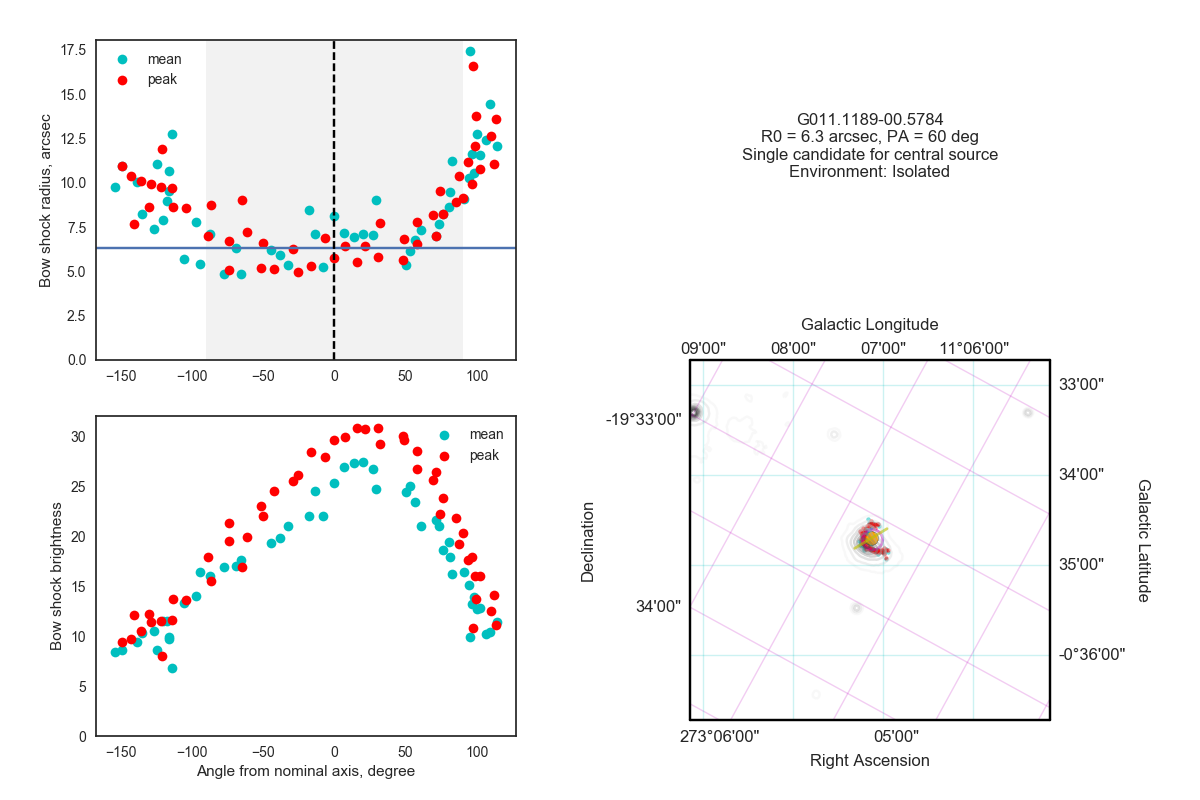 17.5
15.0
12.5
10.0
7.5
5.0
2.5
0.0
Bow shock radius, arcsec
mean
peak
−150 −100 −50 0 50 100
30
25
20
15
10
5
0
Bow shock brightness
mean
peak
−150 −100 −50 0 50 100
Angle from nominal axis, degree
G011.1189-00.5784
R0 = 6.3 arcsec, PA = 60 deg
Single candidate for central source
Environment: Isolated
Galactic Longitude
09'00" 08'00" 07'00" 11°06'00"
-19°33'00"
34'00"
Declination
33'00"
34'00"
35'00"
-0°36'00"
Galactic Latitude
273°06'00" 05'00"
Right Ascension